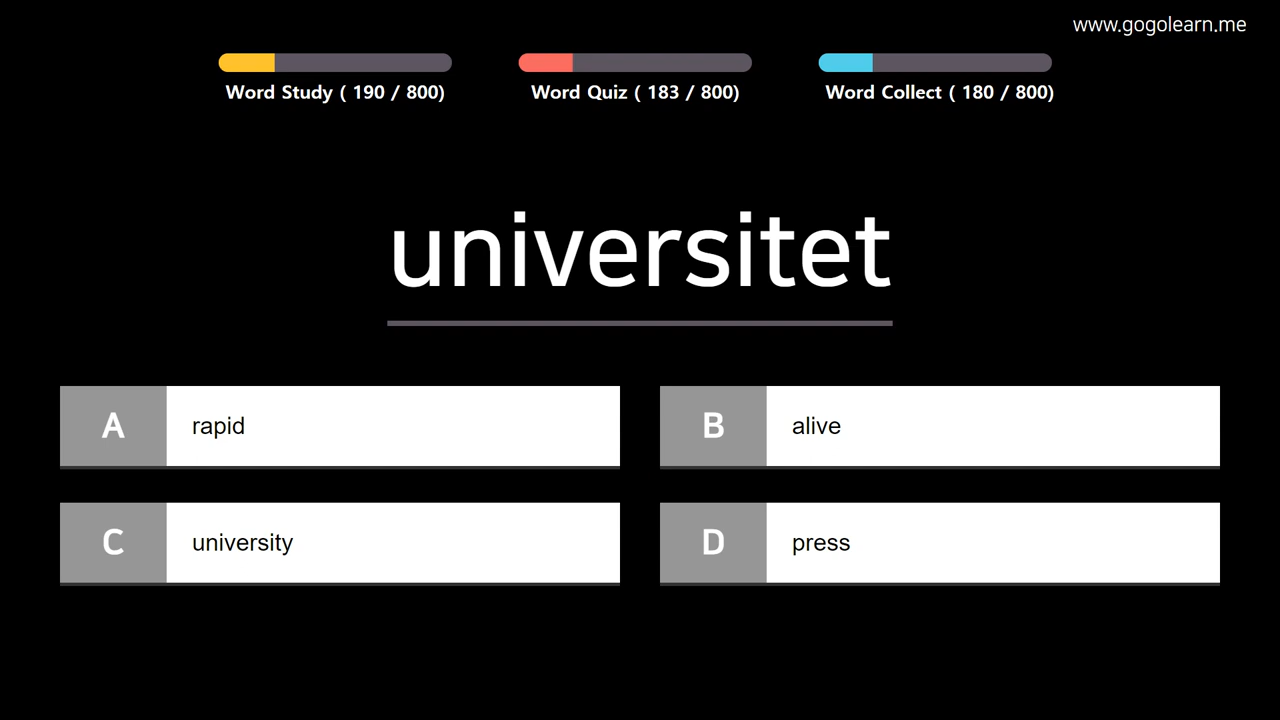 www.gogolearn.me
Word Study ( 190 / 800)
Word Quiz ( 183 / 800)
Word Collect ( 180 / 800)
universitet
A rapid
B alive
C university
D press